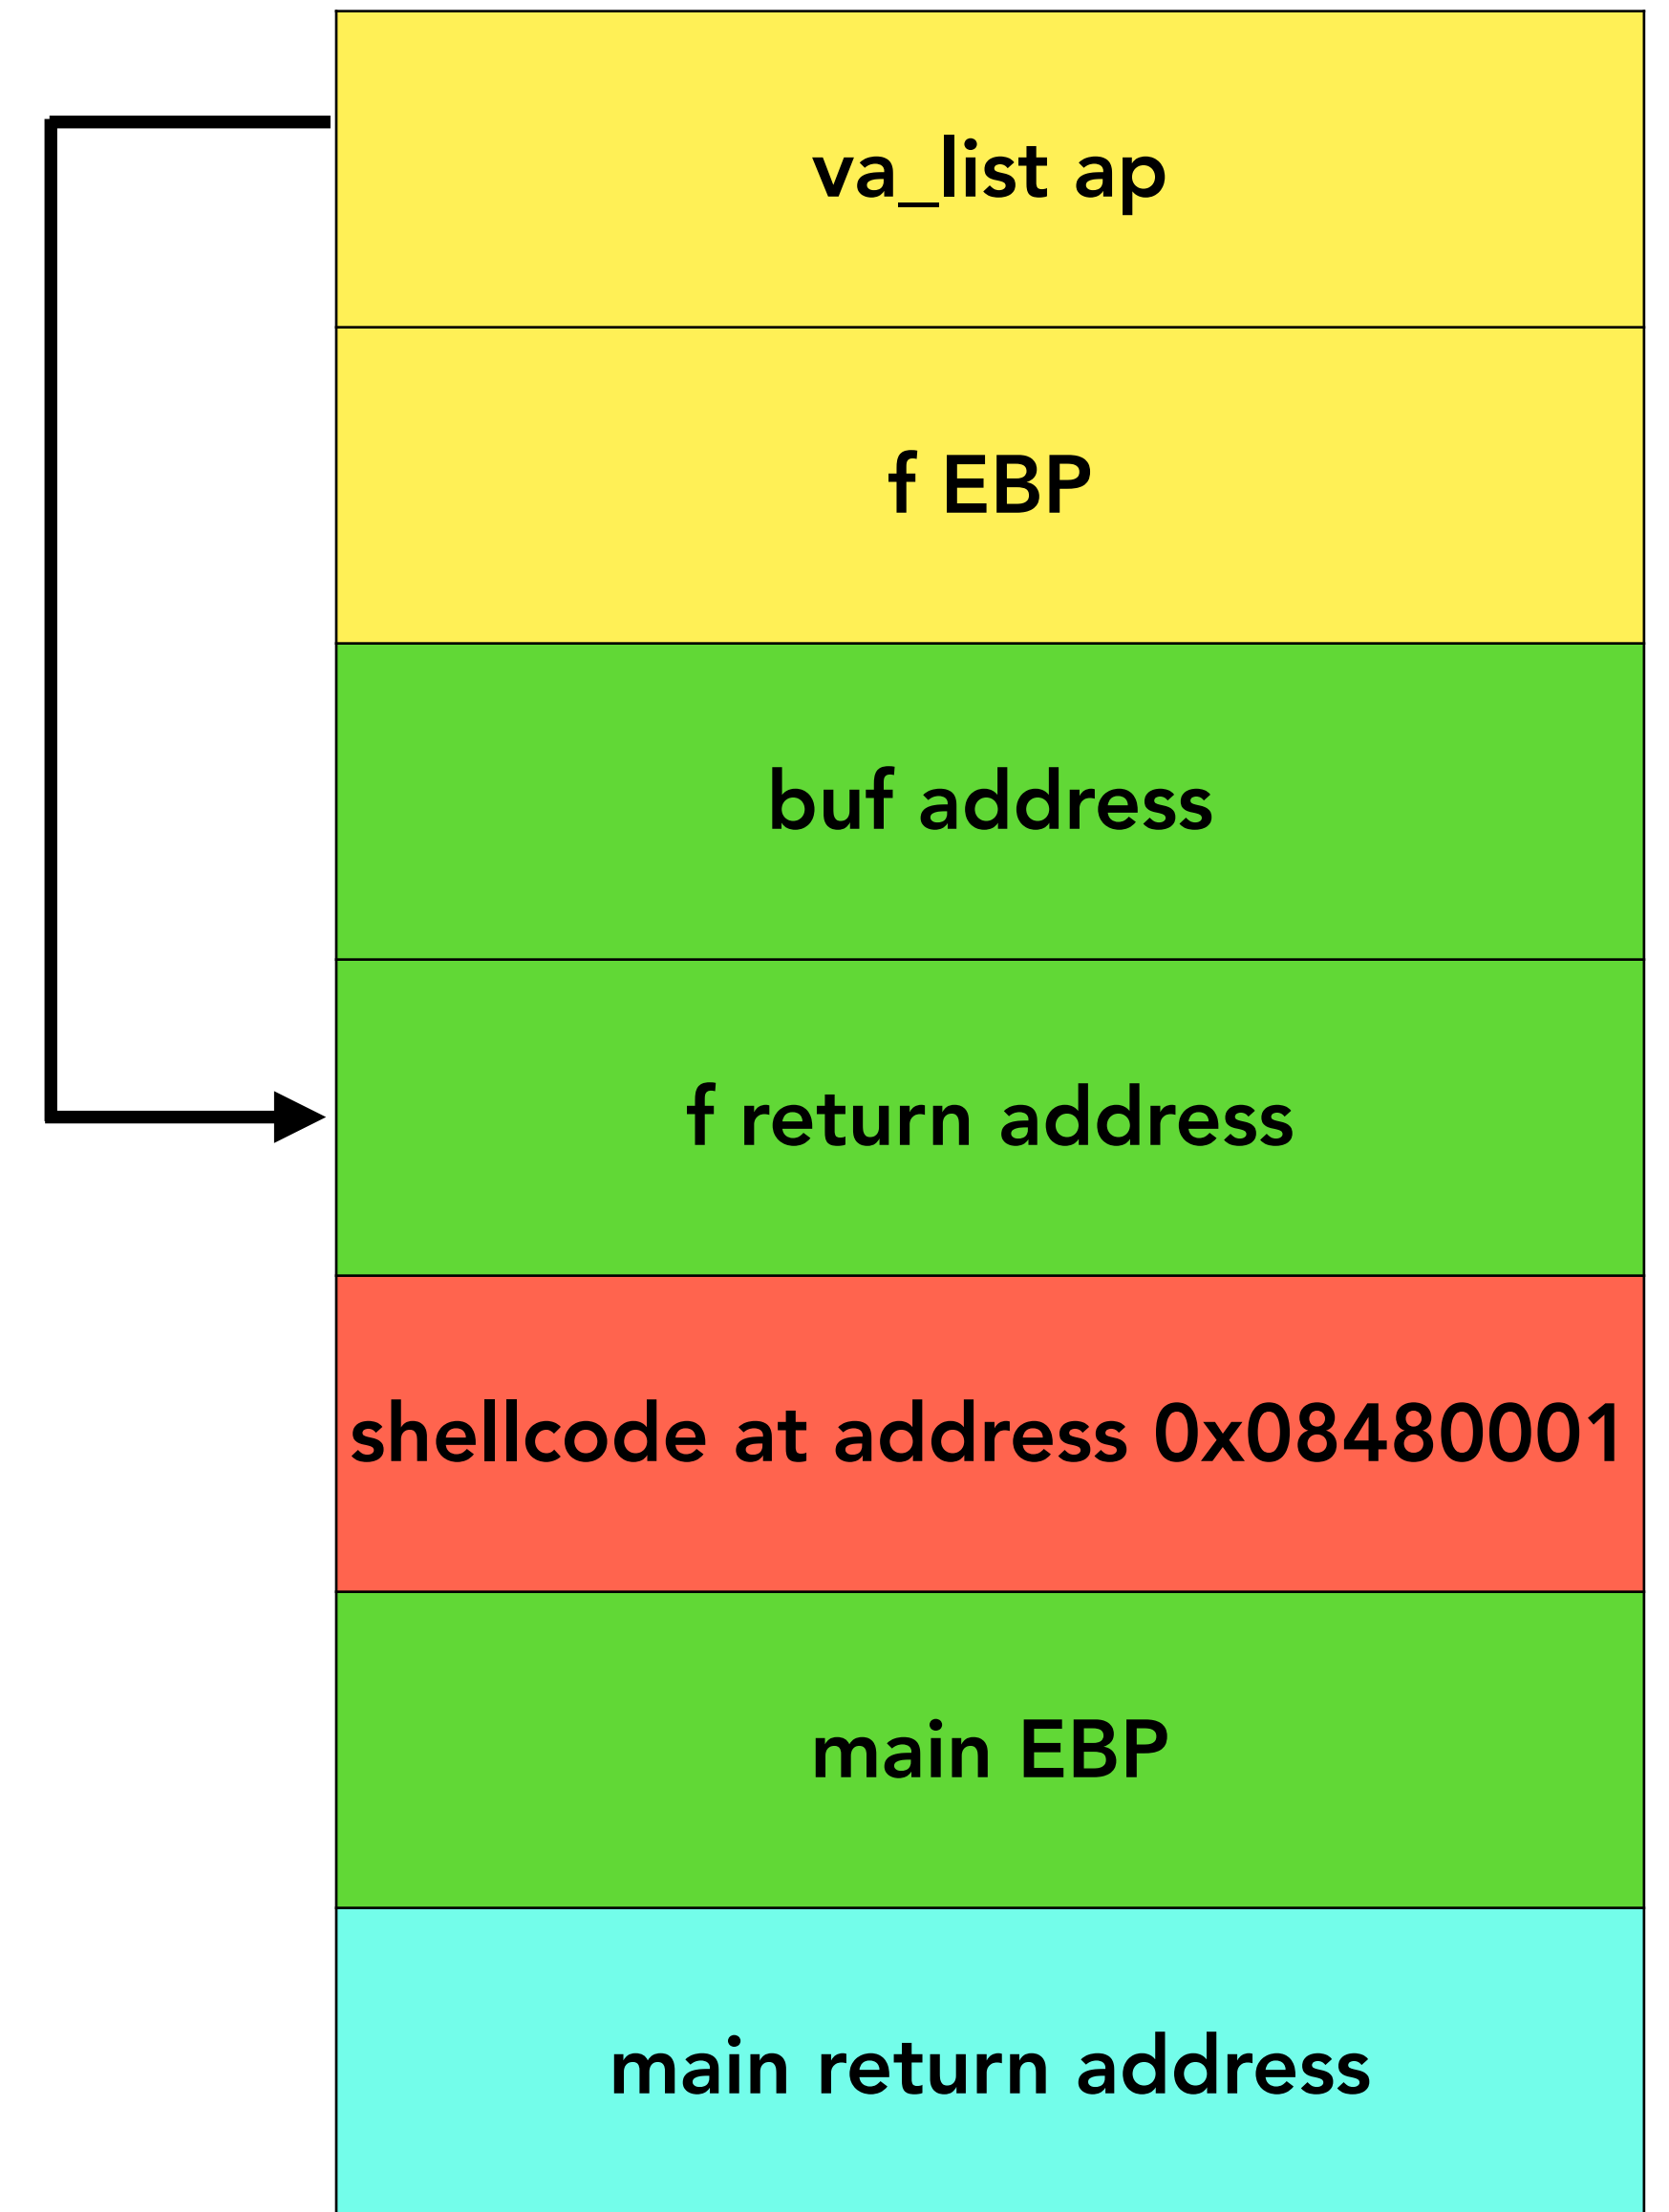 va_list ap
f EBP
buf address
f return address
shellcode at address 0x08480001
main EBP
main return address